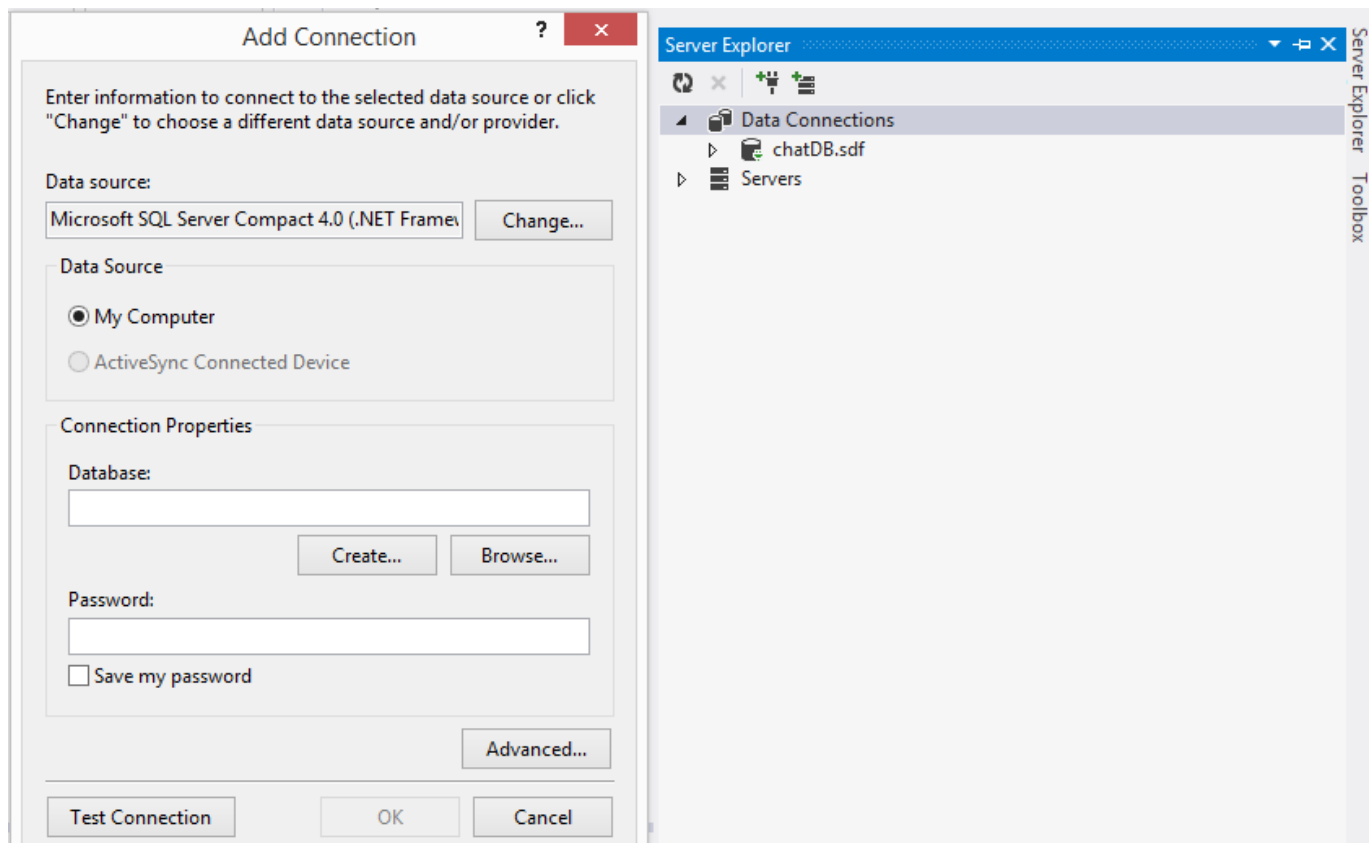 Add Connection
?
Enter information to connect to the selected data source or click
"Change" to choose a different data source and/or provider.
Data source:
Microsoft SQL Server Compact 4.0 (.NET
Change...
Data Source
My Computer
ActiveSync Connected Device
Connection Properties
Database:
Create...
Browse...
Password:
Save my password
Advanced...
Test Connection
OK
Cancel
Server Explorer
Data Connections
chatDB.sdf
Servers
Server Explorer
Toolbox